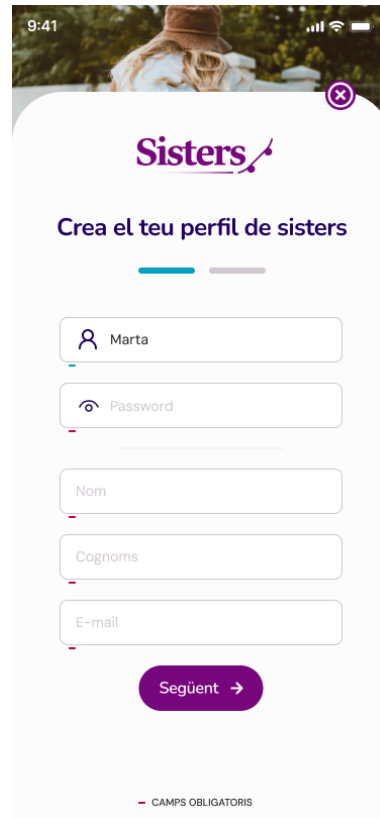 9:41
Sisters
Crea el teu perfil de sisters
Marta
Password
Nom
Cognoms
E-mail
Següent →
CAMPS OBLIGATORIS